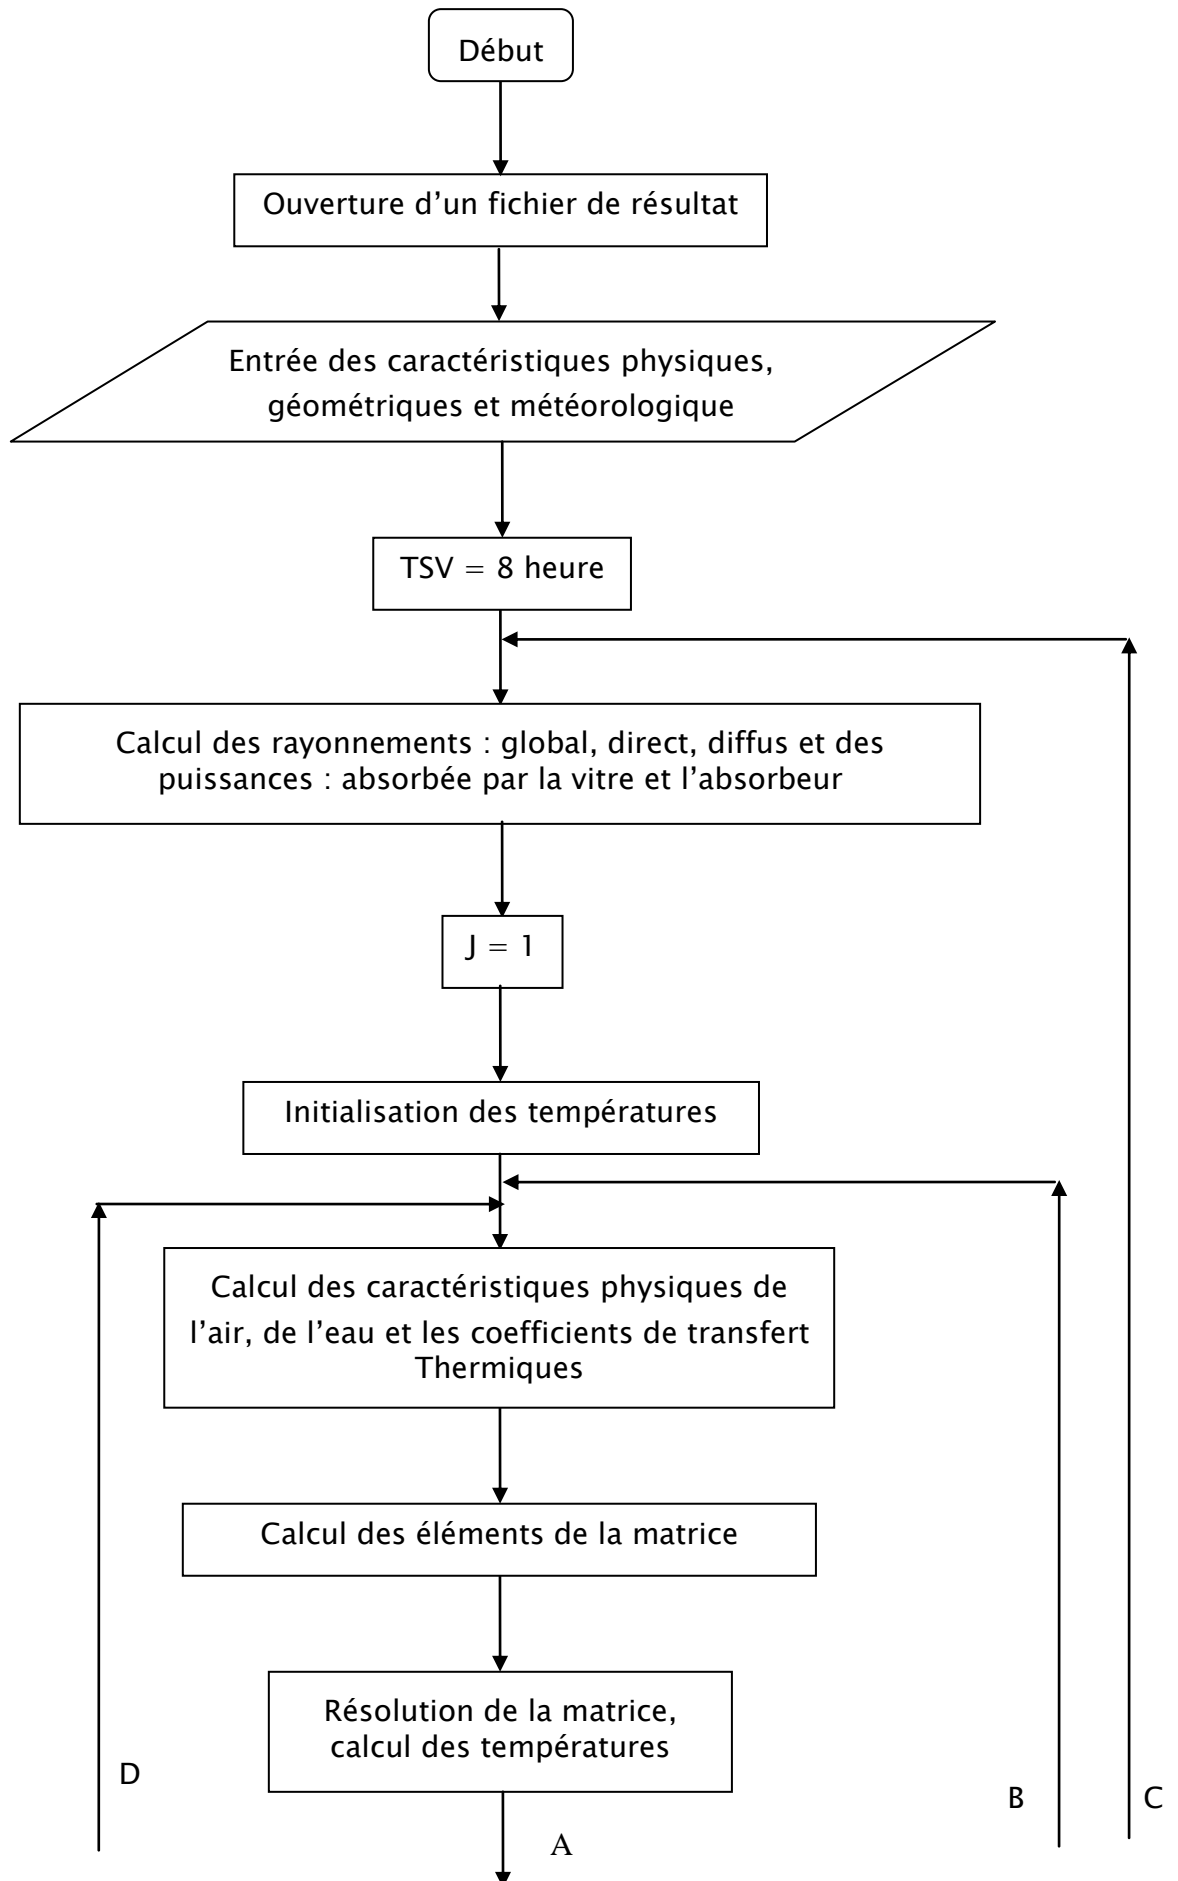 Début
Ouverture d’un fichier de résultat
Entrée des caractéristiques physiques,
géométriques et météorologique
TSV = 8 heure
Calcul des rayonnements : global, direct, diffus et des
puissances : absorbée par la vitre et l’absorbeur
J = 1
Initialisation des températures
Calcul des caractéristiques physiques de
l’air, de l’eau et les coefficients de transfert
Thermiques
Calcul des éléments de la matrice
Résolution de la matrice,
calcul des températures
D
B
C
A